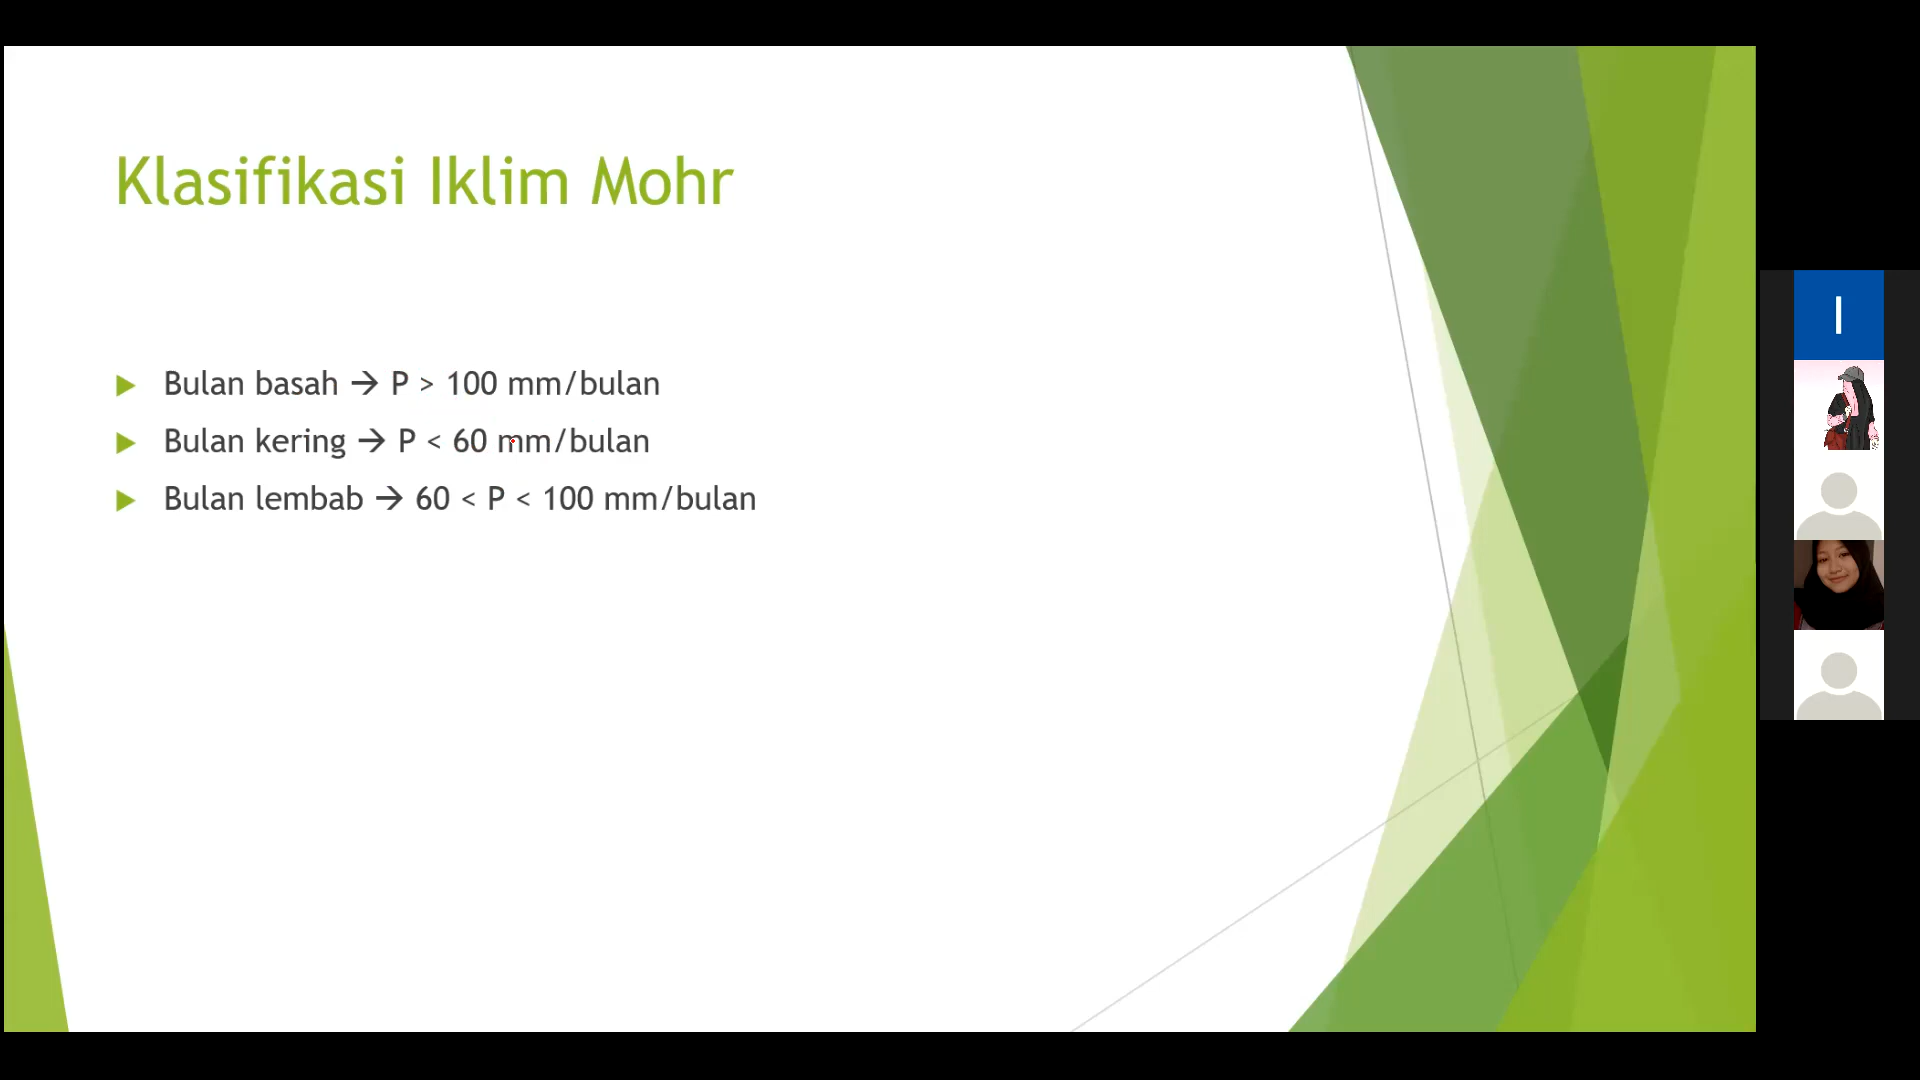 Klasifikasi Iklim Mohr
Bulan basah → P > 100 mm/bulan
Bulan kering → P < 60 mm/bulan
Bulan lembab → 60 < P < 100 mm/bulan
I